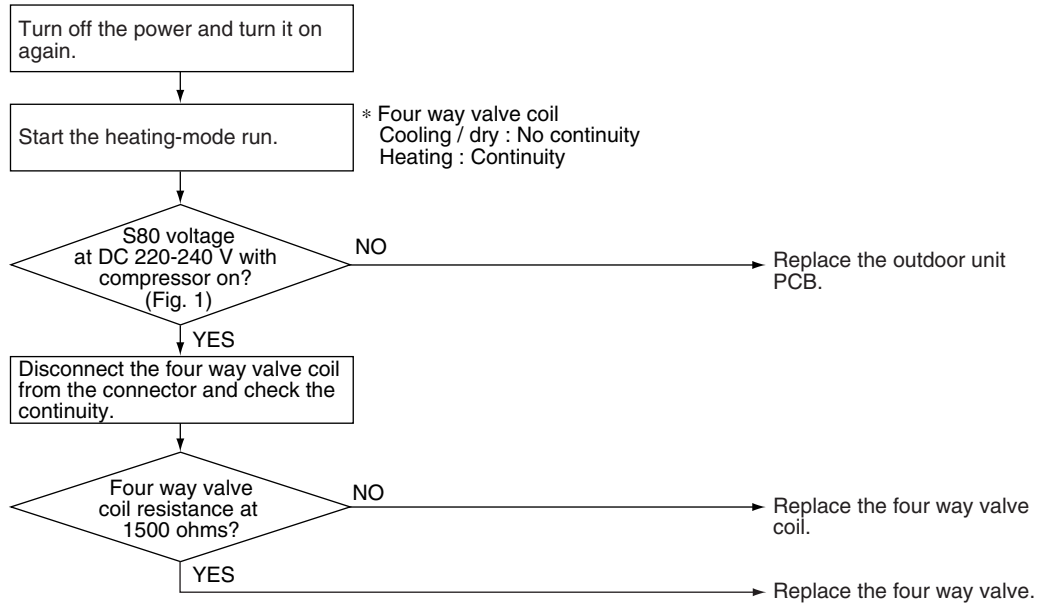 Turn off the power and turn it on
again.
Start the heating-mode run.
* Four way valve coil
Cooling / dry : No continuity
Heating : Continuity
S80 voltage
at DC 220-240 V with
compressor on?
(Fig. 1)
NO
Replace the outdoor unit
PCB.
YES
Disconnect the four way valve coil
from the connector and check the
continuity.
Four way valve
coil resistance at
1500 ohms?
NO
Replace the four way valve
coil.
YES
Replace the four way valve.